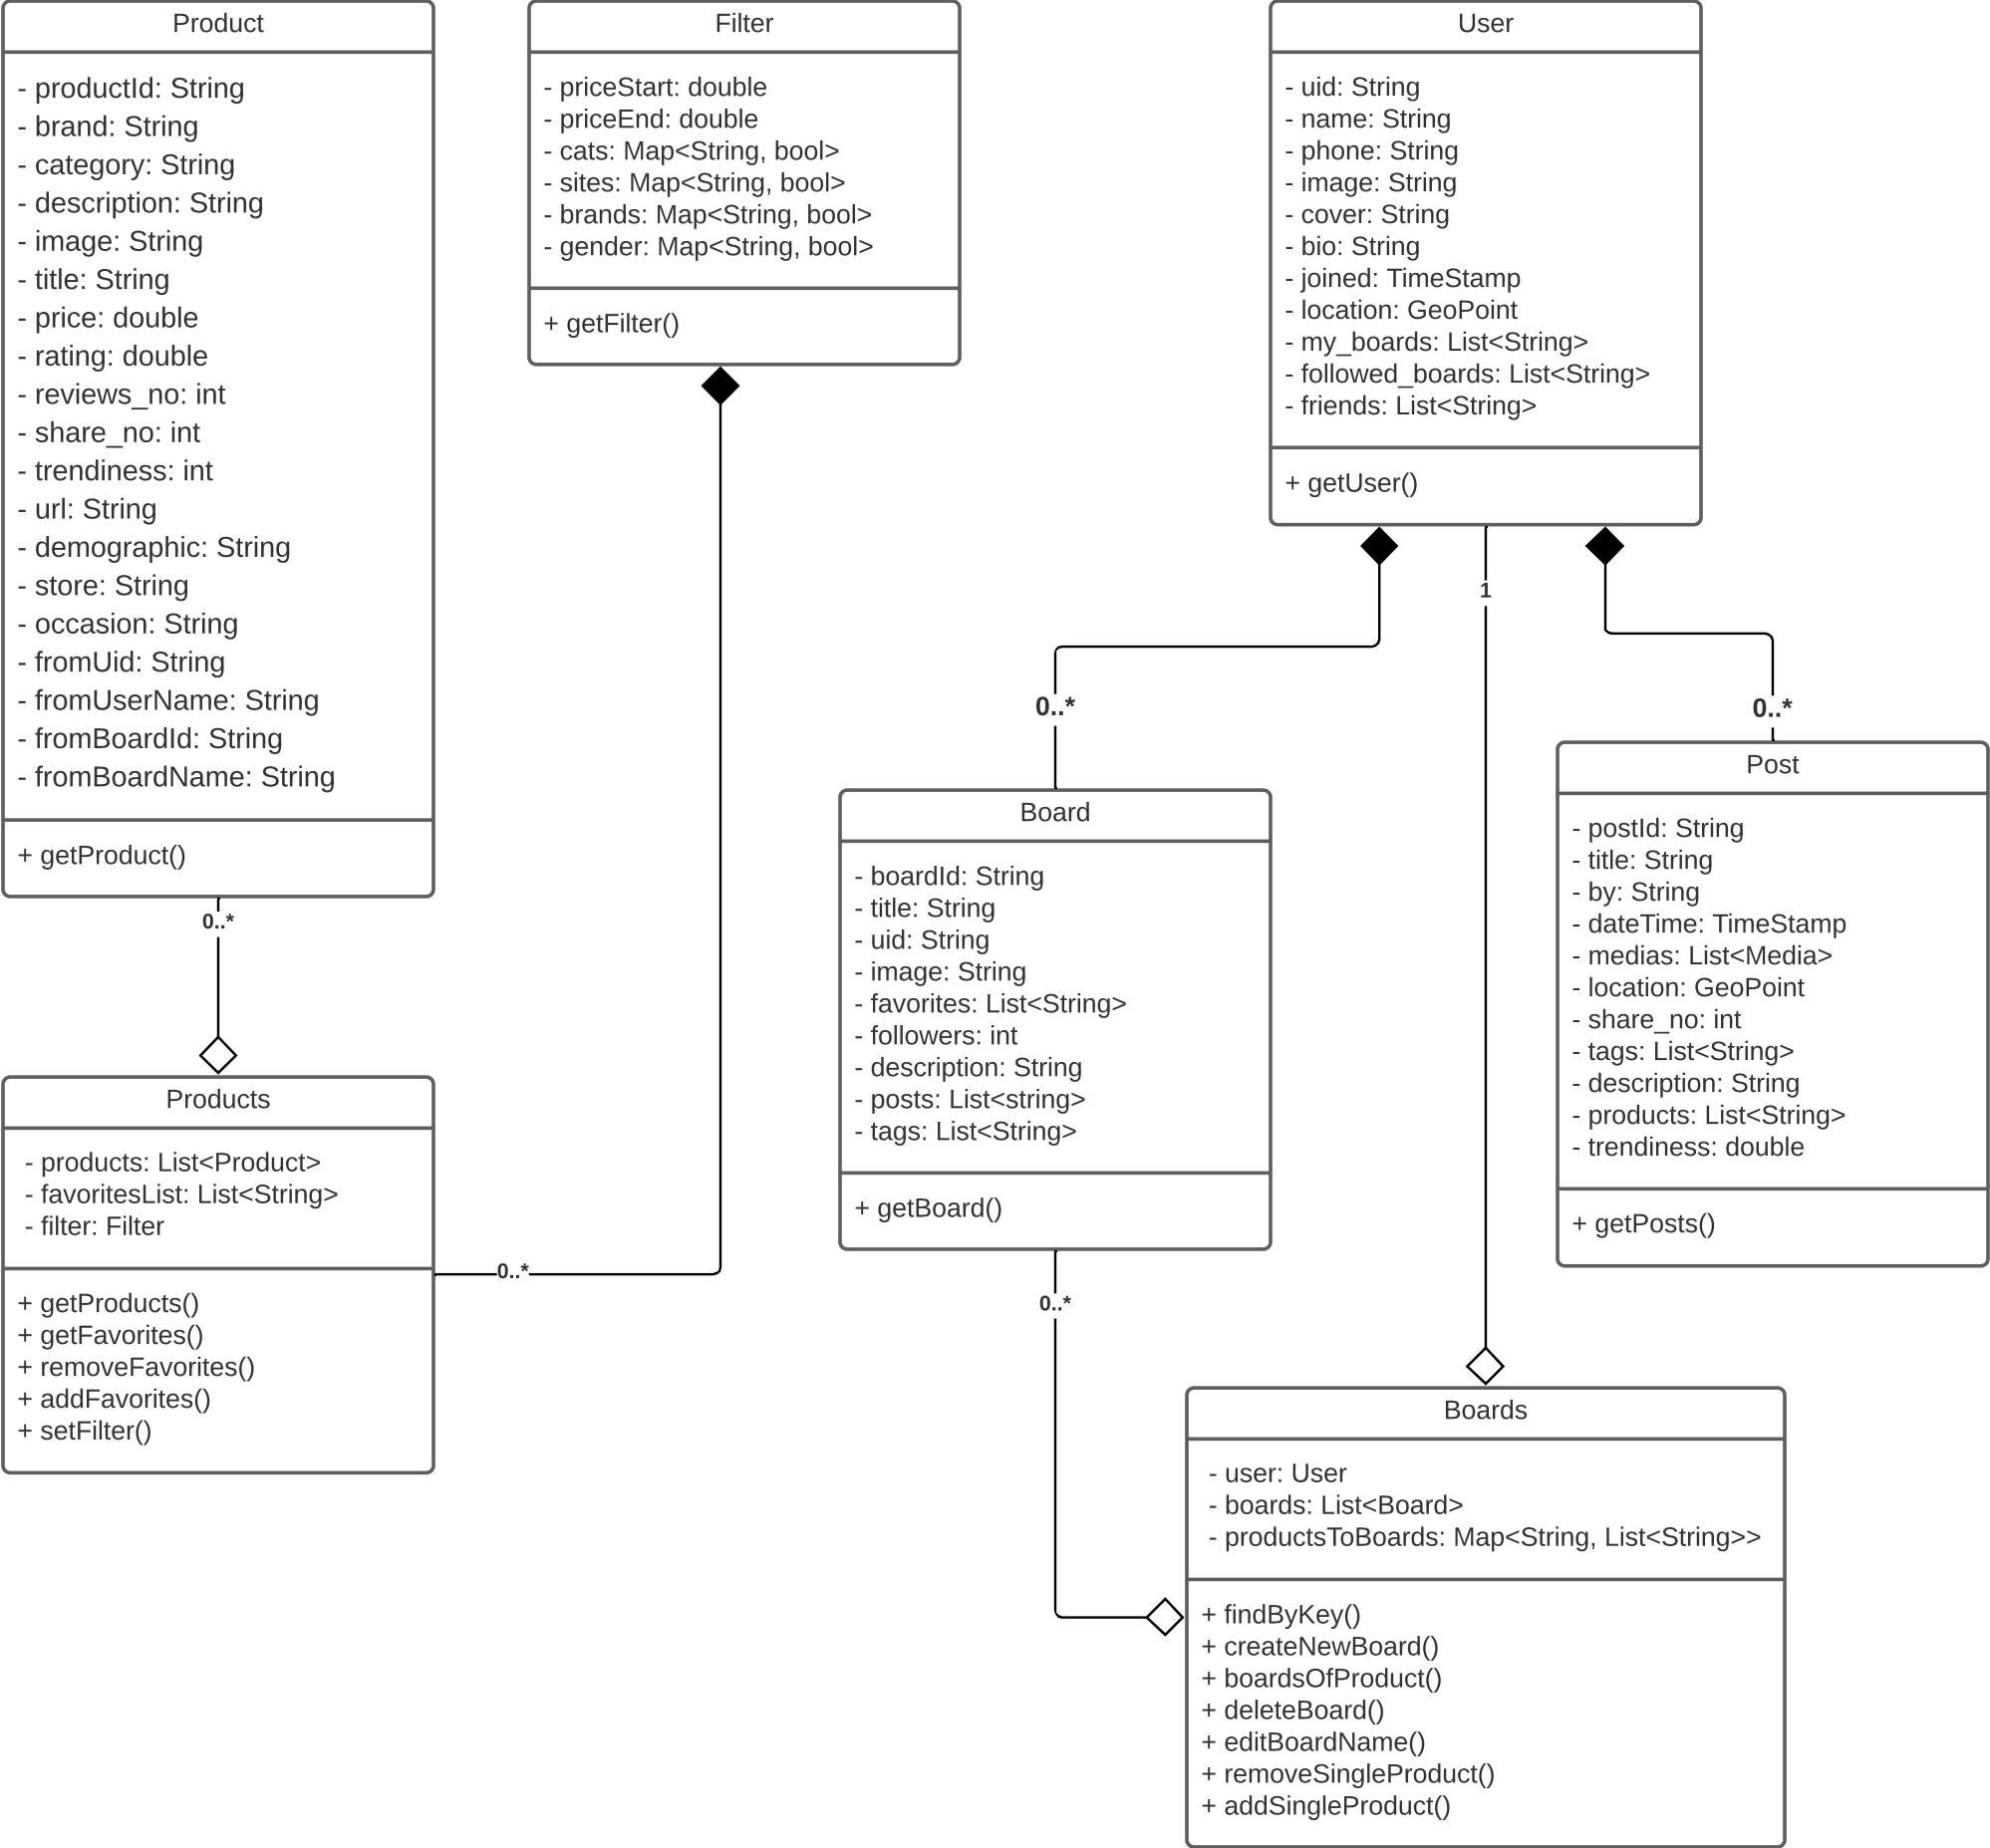 Product
- productId: String
- brand: String
- category: String
- description: String
- image: String
- title: String
- price: double
- rating: double
- reviews_no: int
- share_no: int
- trendiness: int
- url: String
- demographic: String
- store: String
- occasion: String
- fromUid: String
- fromUserName: String
- fromBoardId: String
- fromBoardName: String
+ getProduct()
0..*
Products
- products: List<Product>
- favoritesList: List<String>
- filter: Filter
+ getProducts()
+ getFavorites()
+ removeFavorites()
+ addFavorites()
+ setFilter()
0..*
Filter
- priceStart: double
- priceEnd: double
- cats: Map<String, bool>
- sites: Map<String, bool>
- brands: Map<String, bool>
- gender: Map<String, bool>
+ getFilter()
User
- uid: String
- name: String
- phone: String
- image: String
- cover: String
- bio: String
- joined: TimeStamp
- location: GeoPoint
- my_boards: List<String>
- followed_boards: List<String>
- friends: List<String>
+ getUser()
1
0..*
0..*
Board
- boardId: String
- title: String
- uid: String
- image: String
- favorites: List<String>
- followers: int
- description: String
- posts: List<string>
- tags: List<String>
+ getBoard()
0..*
Post
- postId: String
- title: String
- by: String
- dateTime: TimeStamp
- medias: List<Media>
- location: GeoPoint
- share_no: int
- tags: List<String>
- description: String
- products: List<String>
- trendiness: double
+ getPosts()
Boards
- user: User
- boards: List<Board>
- productsToBoards: Map<String, List<String>>
+ findByKey()
+ createNewBoard()
+ boardsOfProduct()
+ deleteBoard()
+ editBoardName()
+ removeSingleProduct()
+ addSingleProduct()